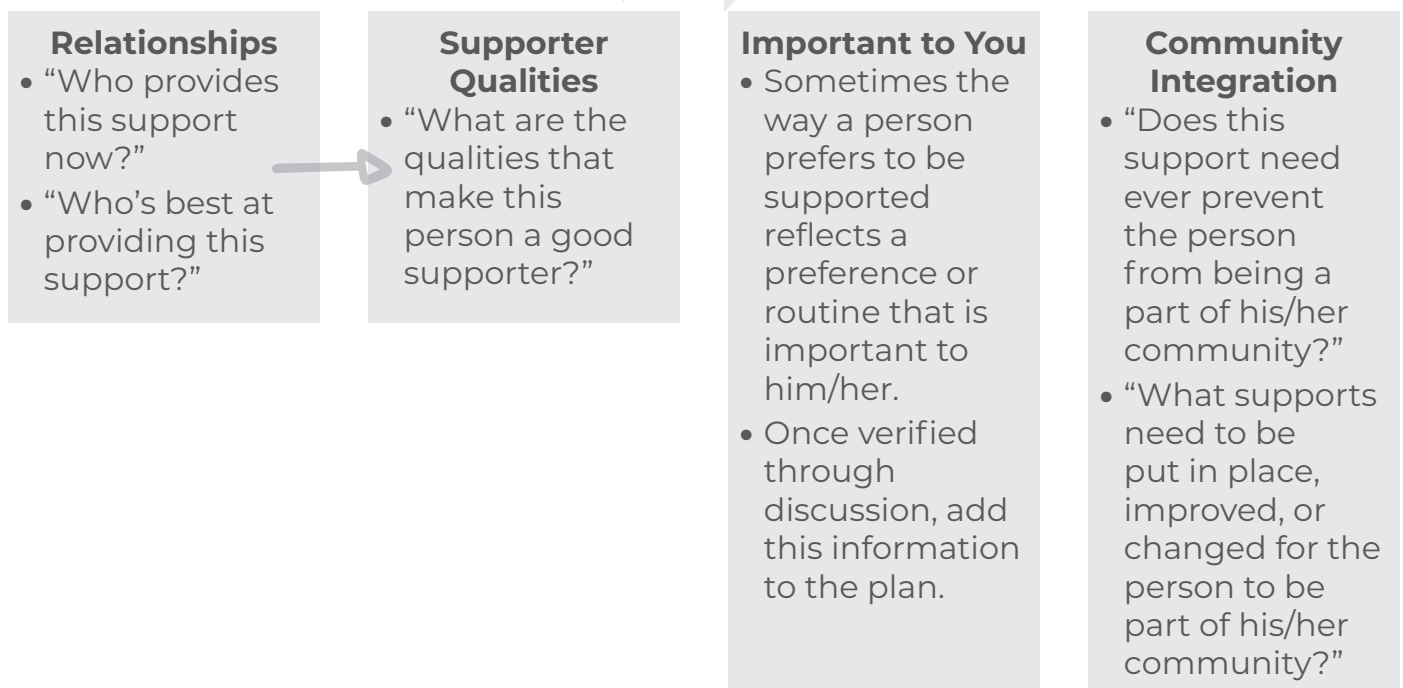 Relationships
• “Who provides
this support
now?”
• “Who’s best at
providing this
support?”
Supporter
Qualities
• “What are the
qualities that
make this
person a good
supporter?”
Important to You
• Sometimes the
way a person
prefers to be
supported
reflects a
preference or
routine that is
important to
him/her.
• Once verified
through
discussion, add
this information
to the plan.
Community
Integration
• “Does this
support need
ever prevent
the person
from being a
part of his/her
community?”
• “What supports
need to be
put in place,
improved, or
changed for the
person to be
part of his/her
community?”